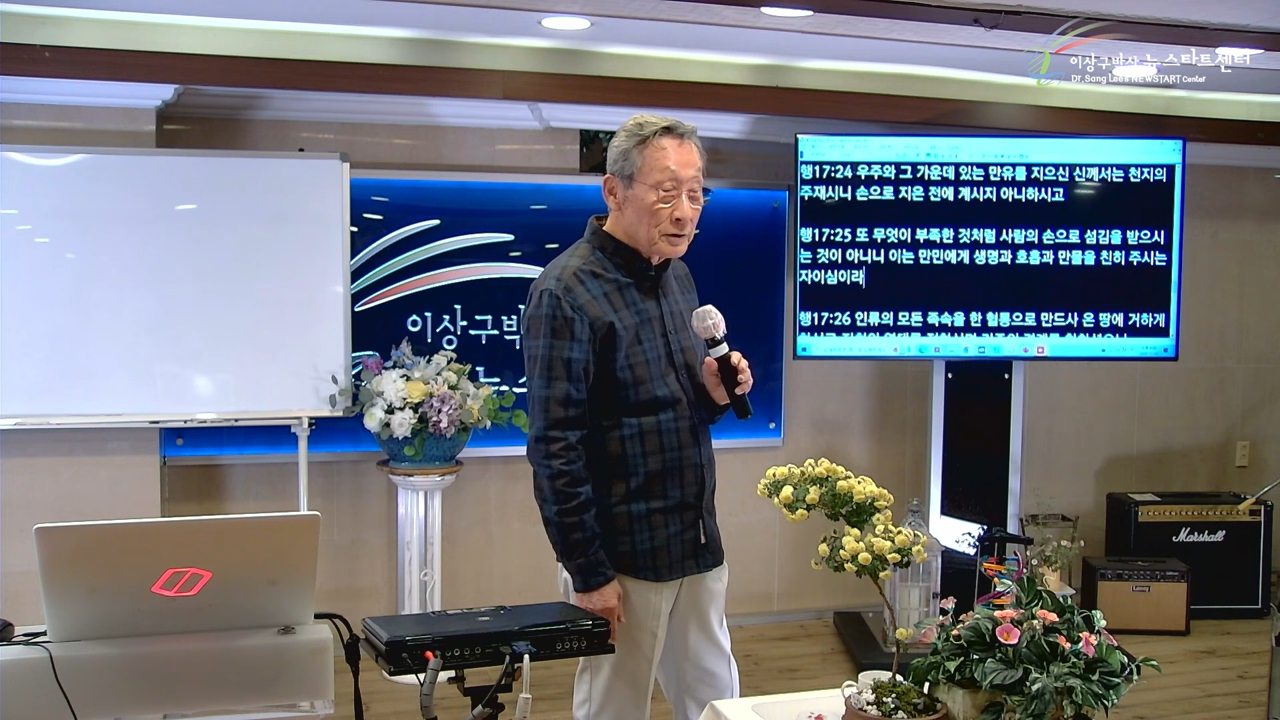 이상구박사 뉴스타트센터
Dr. Sang Lee's NEWSTART Center
행17:24 우주와 그 가운데 있는 만유를 지으신 신께서는 천지의
주재시니 손으로 지은 전에 계시지 아니하시고
행17:25 또 무엇이 부족한 것처럼 사람의 손으로 섬김을 받으시
는 것이 아니니 이는 만민에게 생명과 호흡과 만물을 친히 주시는
자이심이라
행17:26 인류의 모든 족속을 한 혈통으로 만드사 온 땅에 거하게
이상구박
뉴스
Marshall
Laney